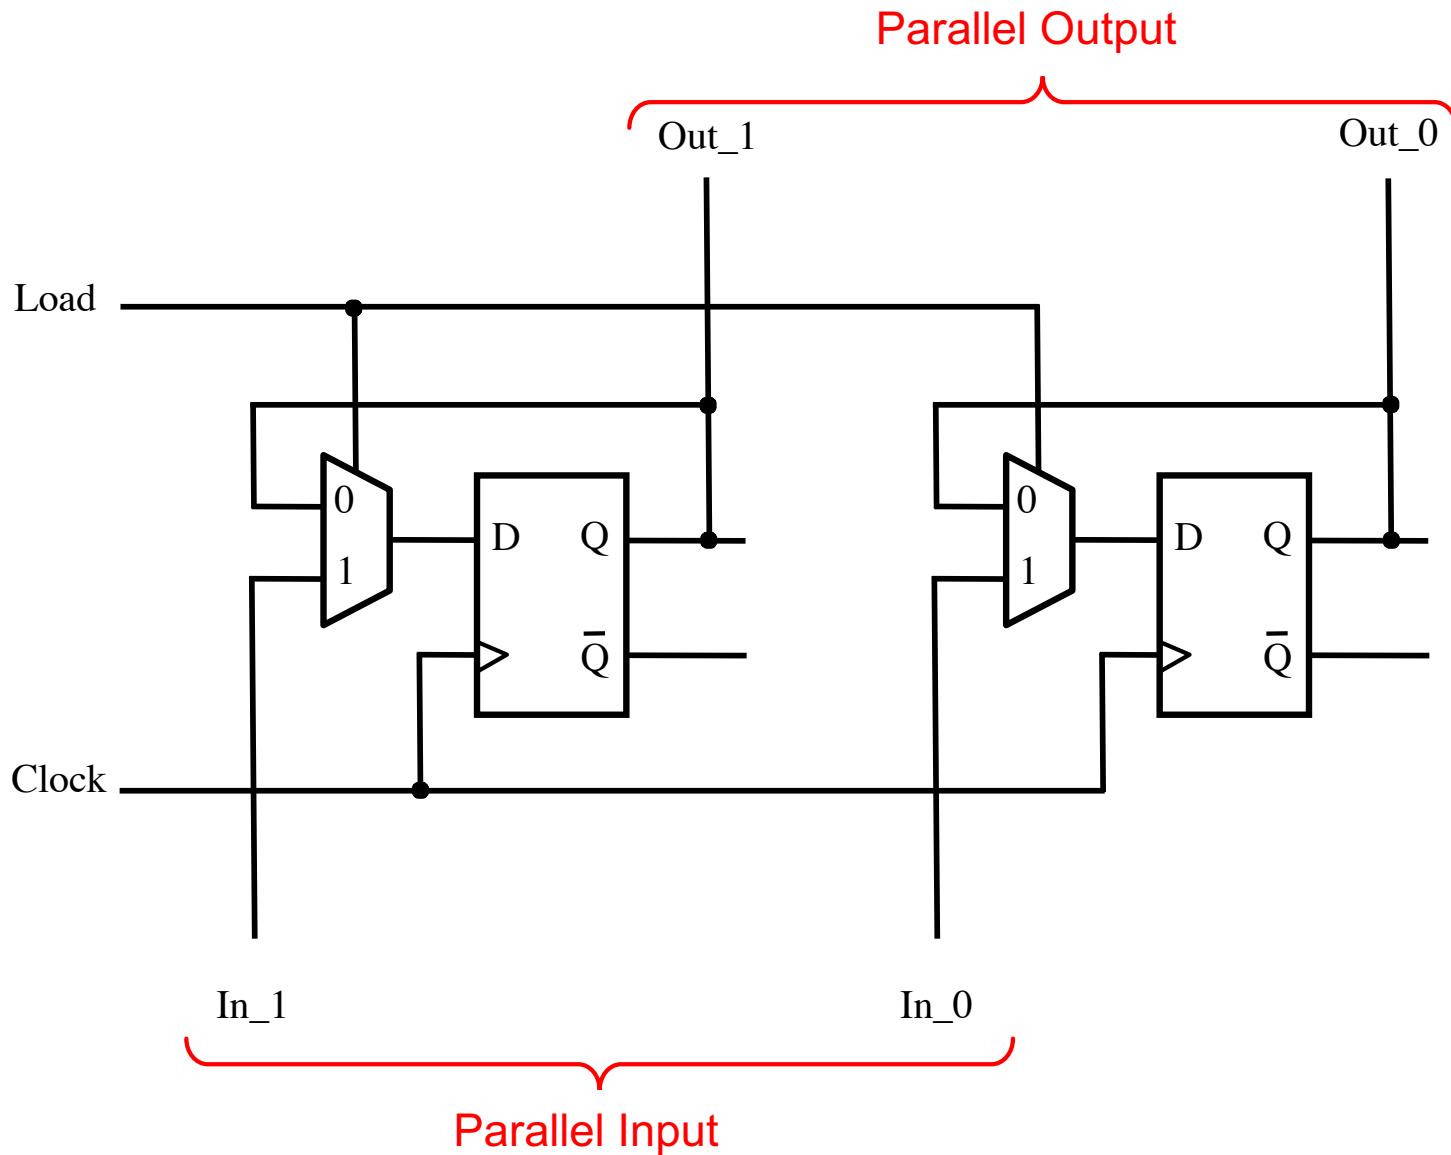 Parallel Output
Out_1 Out_0
Load
0 0
D Q D Q
1 1
Q̅ Q̅
Clock
In_1 In_0
Parallel Input